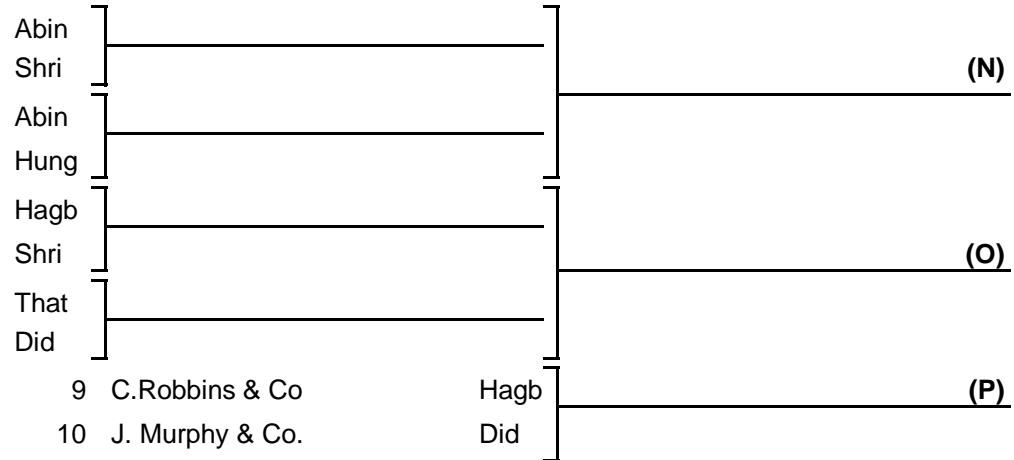 Abin
Shri (N)
Abin
Hung
Hagb
Shri (O)
That
Did
9 C.Robbins & Co Hagb (P)
10 J. Murphy & Co. Did